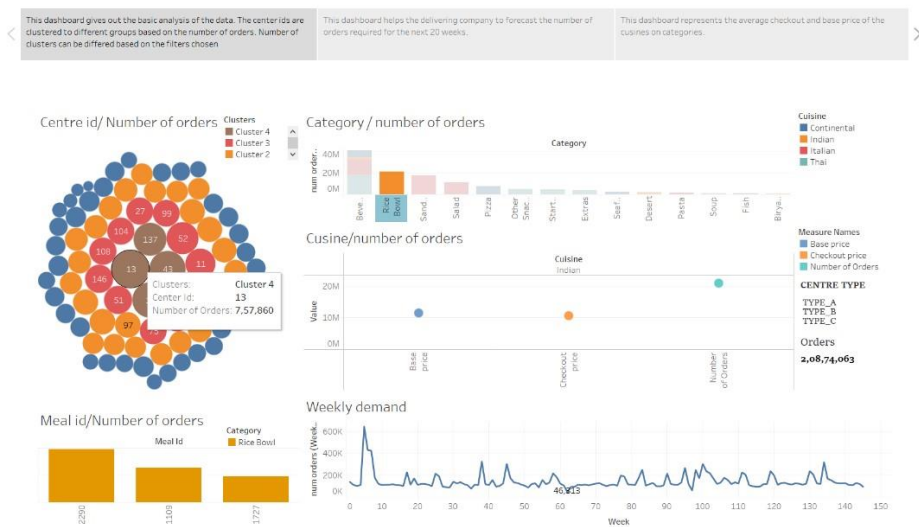 This dashboard gives out the basic analysis of the data. The center ids are
clustered to different groups based on the number of orders. Number of
clusters can be differed based on the filters chosen
This dashboard helps the delivering company to forecast the number of
orders required for the next 20 weeks.
This dashboard represents the average checkout and base price of the
cusines on categories.
Centre id/ Number of orders
Clusters
Cluster 4
Cluster 3
Cluster 2
27
99
104
137
52
108
13
43
11
146
51
97
75
Clusters: Cluster 4
Center Id: 13
Number of Orders: 7,57,860
Category / number of orders
Category
num order..
40M
20M
0M
Beve..
Rice Bowl
Sand..
Salad
Pizza
Other Snac..
Start..
Extras
Seaf..
Desert
Pasta
Soup
Fish
Birya..
Cuisine
Continental
Indian
Italian
Thai
Cusine/number of orders
Cuisine
Indian
Value
20M
10M
0M
Base price
Checkout price
Number of Orders
Measure Names
Base price
Checkout price
Number of Orders
CENTRE TYPE
TYPE_A
TYPE_B
TYPE_C
Orders
2,08,74,063
Meal id/Number of orders
Meal Id
Category
Rice Bowl
2290
1109
1727
Weekly demand
num orders (Week..
600K
400K
200K
0K
0 10 20 30 40 50 60 70 80 90 100 110 120 130 140 150
Week